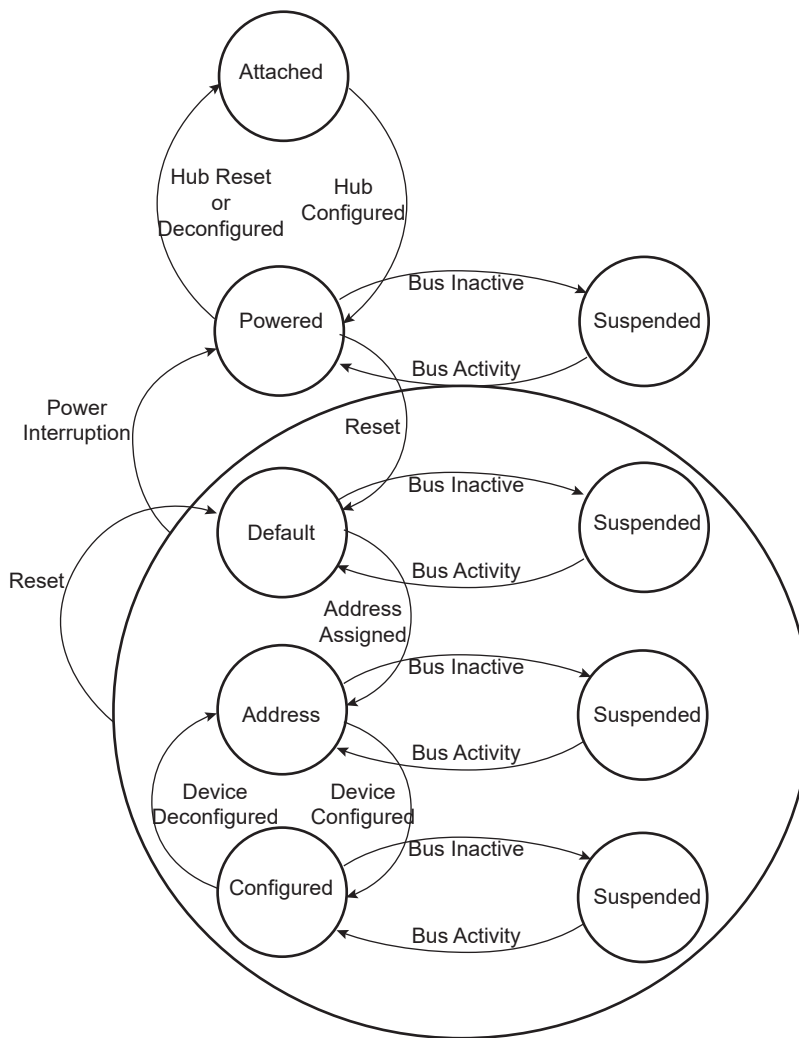 Attached
Hub Reset
or
Deconfigured
Hub
Configured
Bus Inactive
Powered
Suspended
Bus Activity
Power
Interruption
Reset
Bus Inactive
Default
Suspended
Bus Activity
Reset
Address
Assigned
Bus Inactive
Address
Suspended
Bus Activity
Device
Deconfigured
Device
Configured
Bus Inactive
Configured
Suspended
Bus Activity